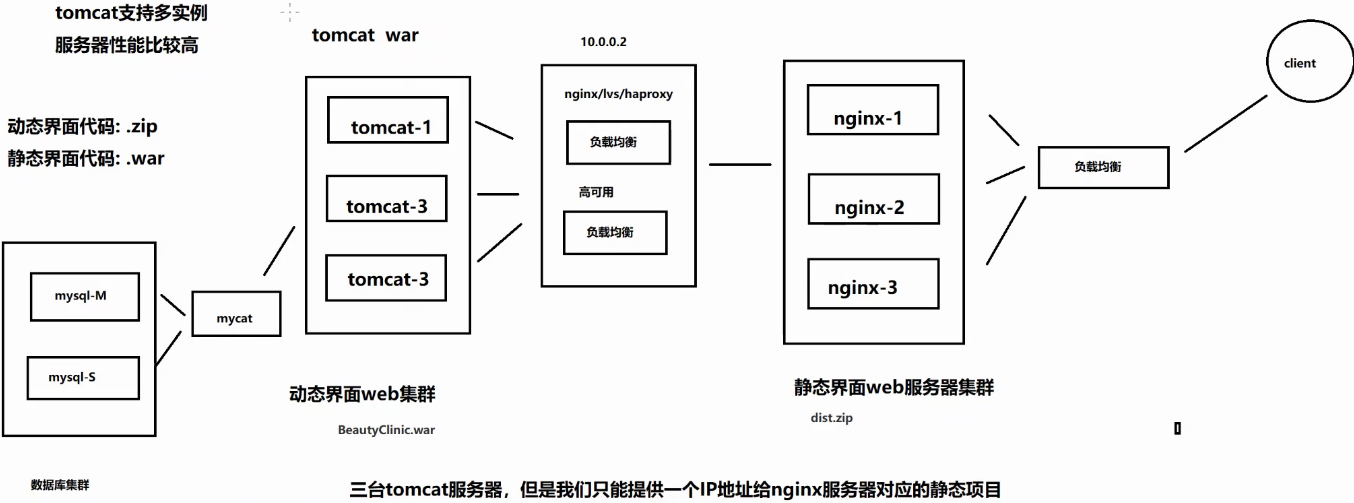 tomcat支持多实例
服务器性能比较高
动态界面代码: .zip
静态界面代码: .war
mysql-M
mysql-S
数据库集群
mycat
tomcat war
tomcat-1
tomcat-3
tomcat-3
动态界面web集群
BeautyClinic.war
10.0.0.2
nginx/lvs/haproxy
负载均衡
高可用
负载均衡
nginx-1
nginx-2
nginx-3
静态界面web服务器集群
dist.zip
负载均衡
client
三台tomcat服务器，但是我们只能提供一个IP地址给nginx服务器对应的静态项目